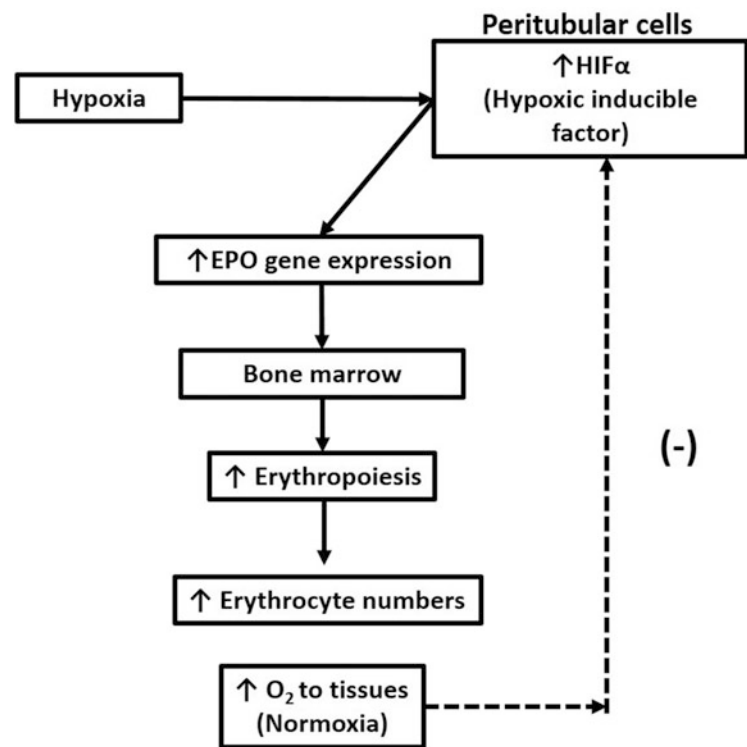 Peritubular cells
↑HIFα
(Hypoxic inducible
factor)
Hypoxia
↑EPO gene expression
Bone marrow
↑ Erythropoiesis
(-)
↑ Erythrocyte numbers
↑ O₂ to tissues
(Normoxia)